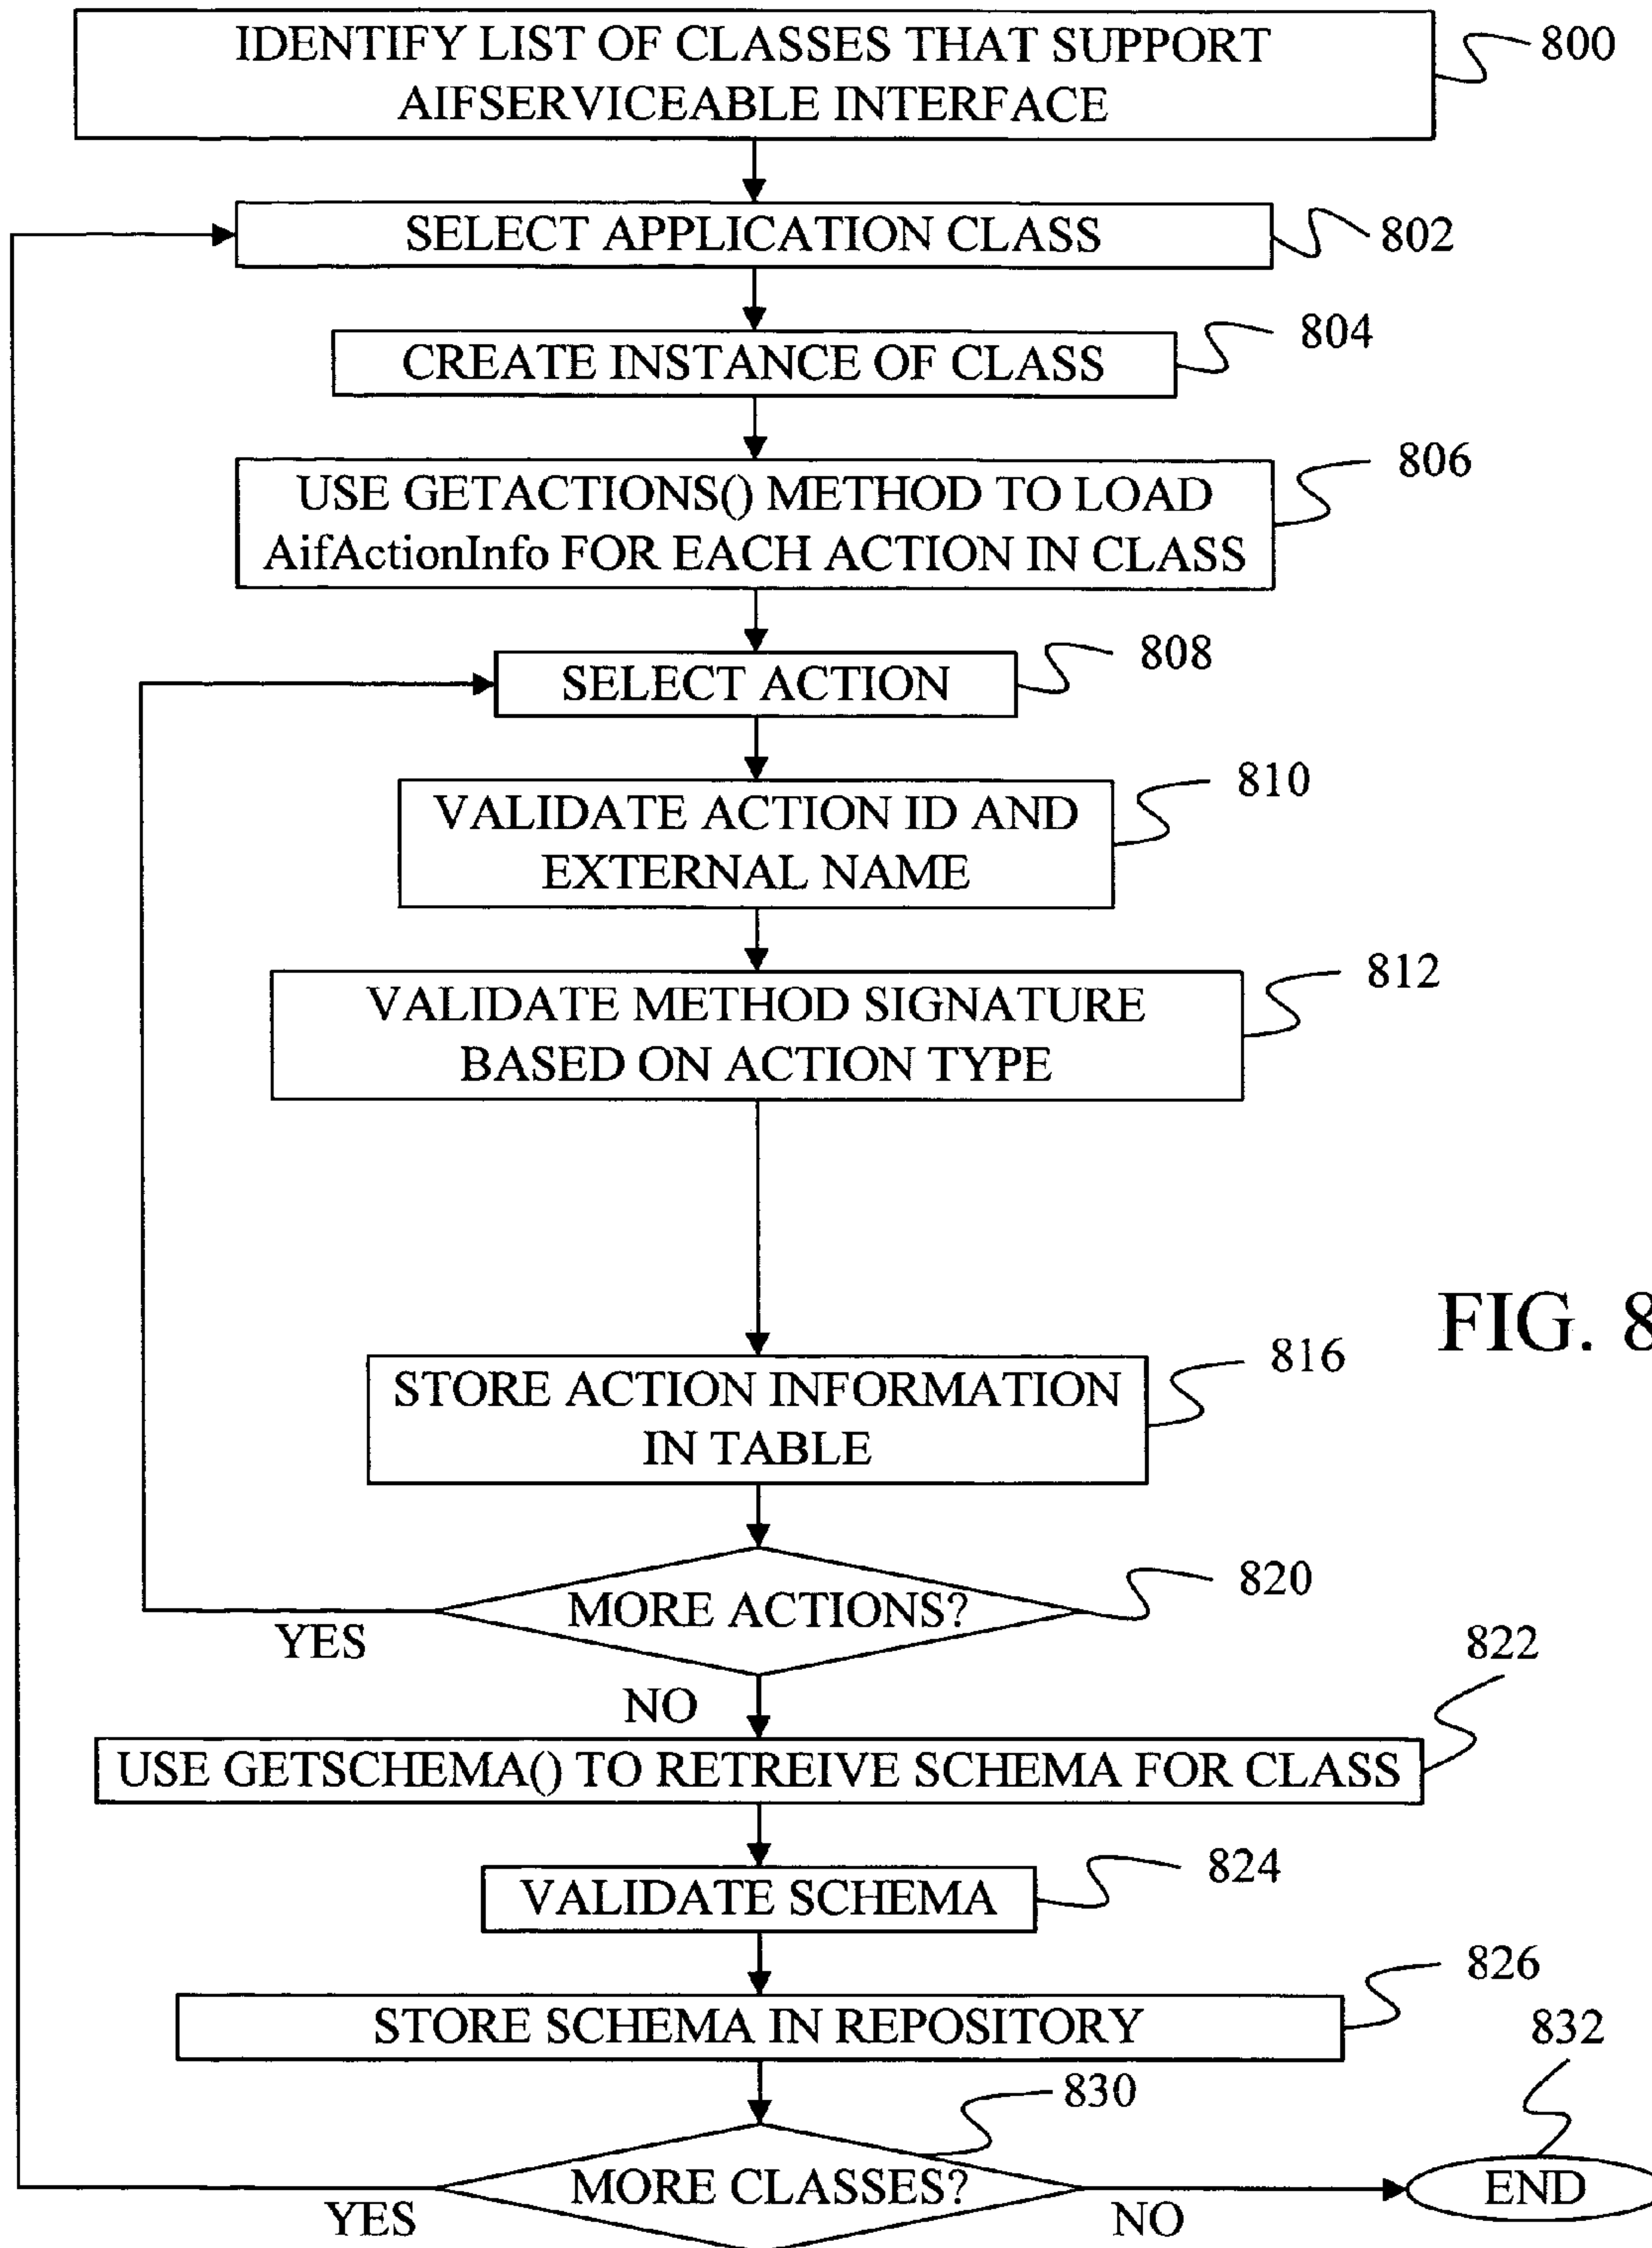 IDENTIFY LIST OF CLASSES THAT SUPPORT
AIFSERVICEABLE INTERFACE
800
SELECT APPLICATION CLASS
802
CREATE INSTANCE OF CLASS
804
USE GETACTIONS() METHOD TO LOAD
AifActionInfo FOR EACH ACTION IN CLASS
806
SELECT ACTION
808
VALIDATE ACTION ID AND
EXTERNAL NAME
810
VALIDATE METHOD SIGNATURE
BASED ON ACTION TYPE
812
FIG. 8
STORE ACTION INFORMATION
IN TABLE
816
MORE ACTIONS?
820
YES
NO
822
USE GETSCHEMA() TO RETREIVE SCHEMA FOR CLASS
VALIDATE SCHEMA
824
STORE SCHEMA IN REPOSITORY
826
832
830
MORE CLASSES?
END
YES
NO